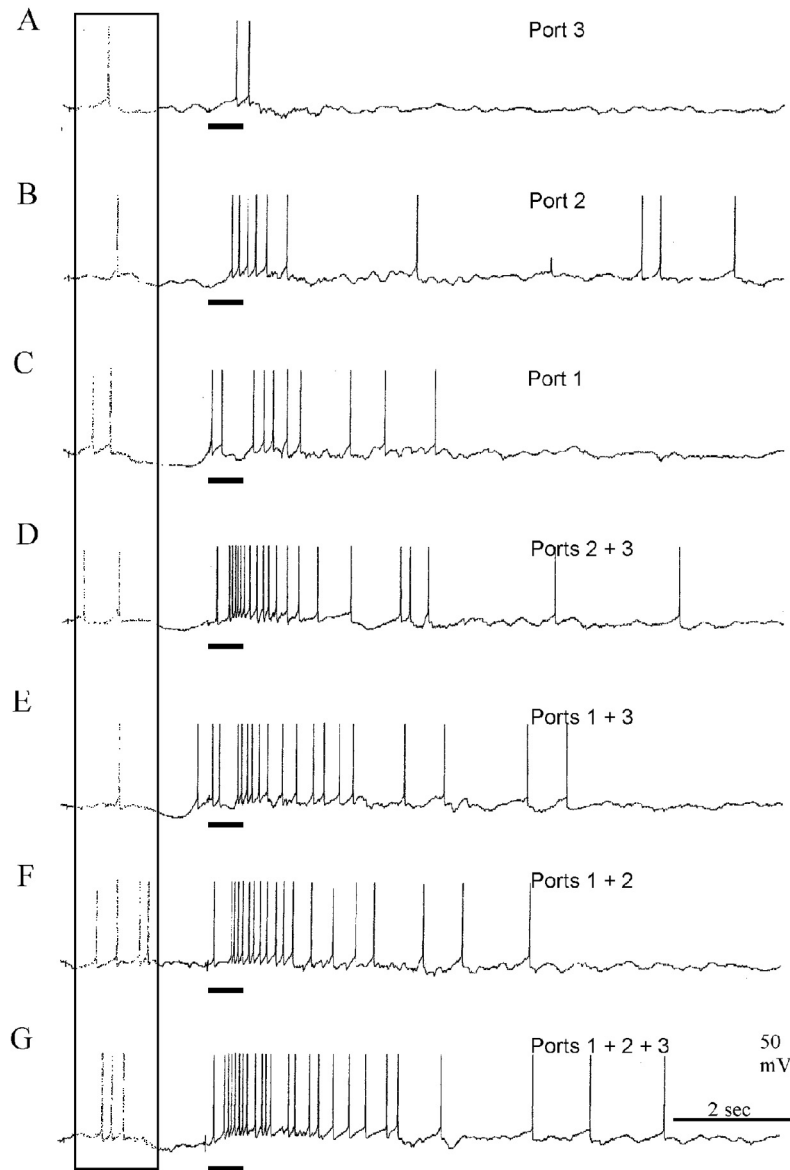 A
Port 3
B
Port 2
C
Port 1
D
Ports 2 + 3
E
Ports 1 + 3
F
Ports 1 + 2
G
Ports 1 + 2 + 3
50
mV
2 sec